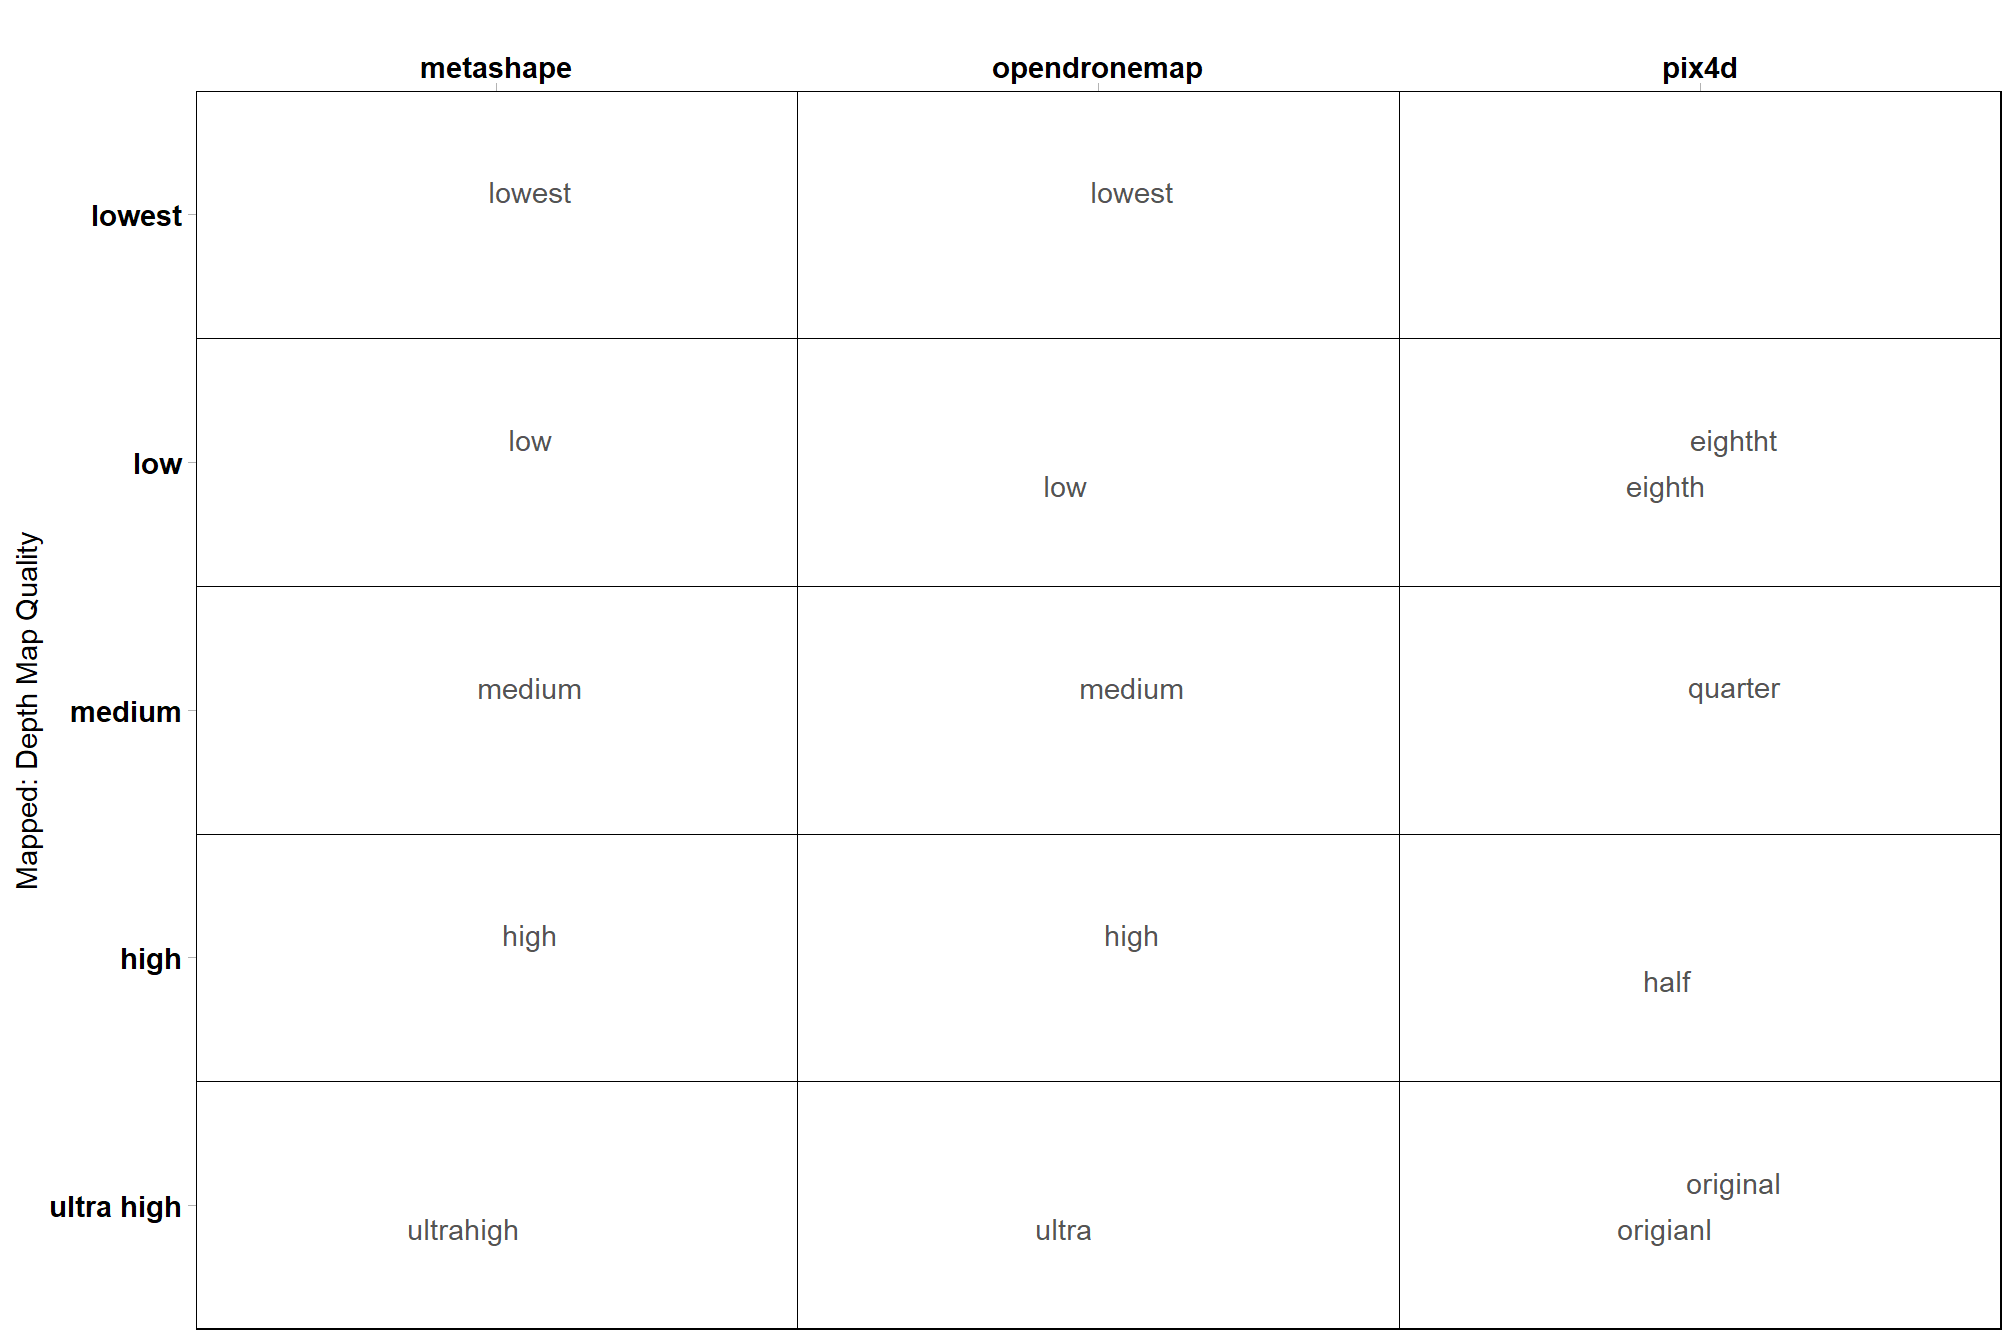 metashape opendronemap pix4d
lowest lowest lowest
low low low eightht
eighth
medium medium medium quarter
high high high
half
ultra high ultrahigh ultra original
origianl
Mapped: Depth Map Quality